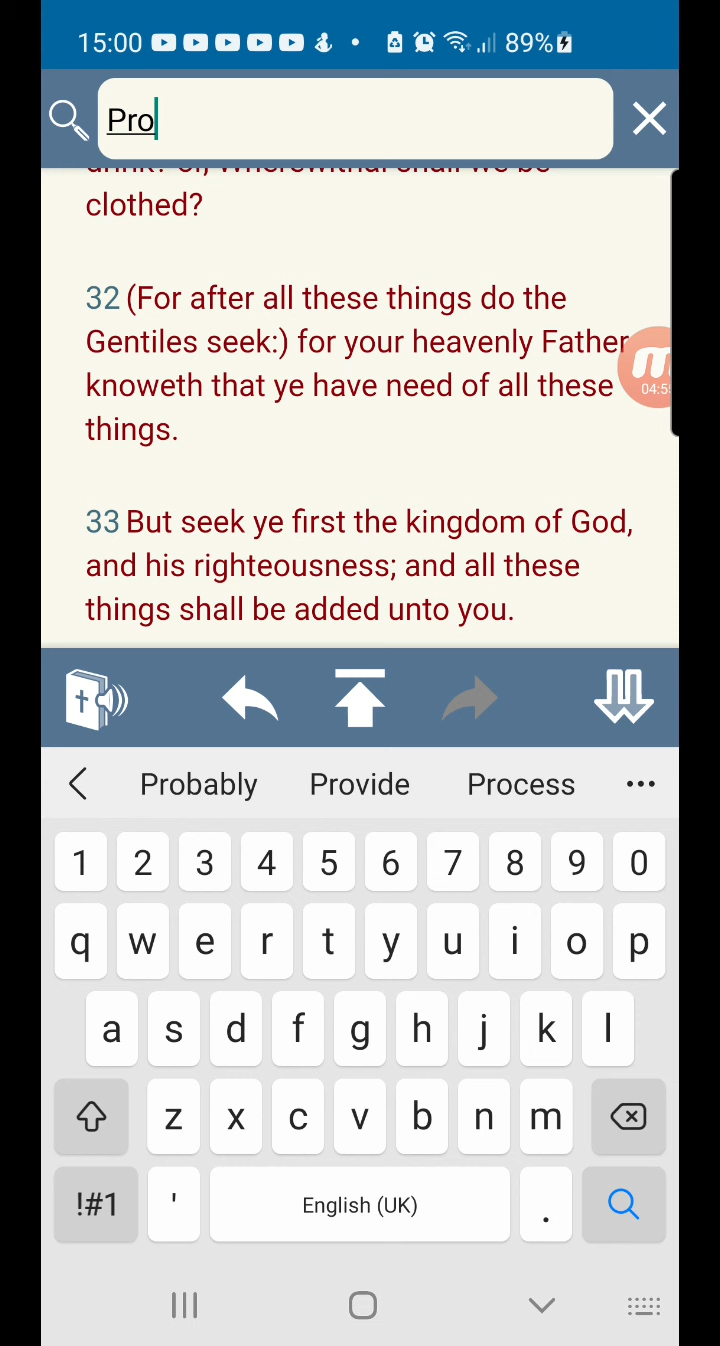 15:00 89%
Pro
clothed?
32 (For after all these things do the
Gentiles seek:) for your heavenly Father
knoweth that ye have need of all these
things.
04:5
33 But seek ye first the kingdom of God,
and his righteousness; and all these
things shall be added unto you.
Probably Provide Process
1 2 3 4 5 6 7 8 9 0
q w e r t y u i o p
a s d f g h j k l
z x c v b n m
!#1 ' English (UK) .